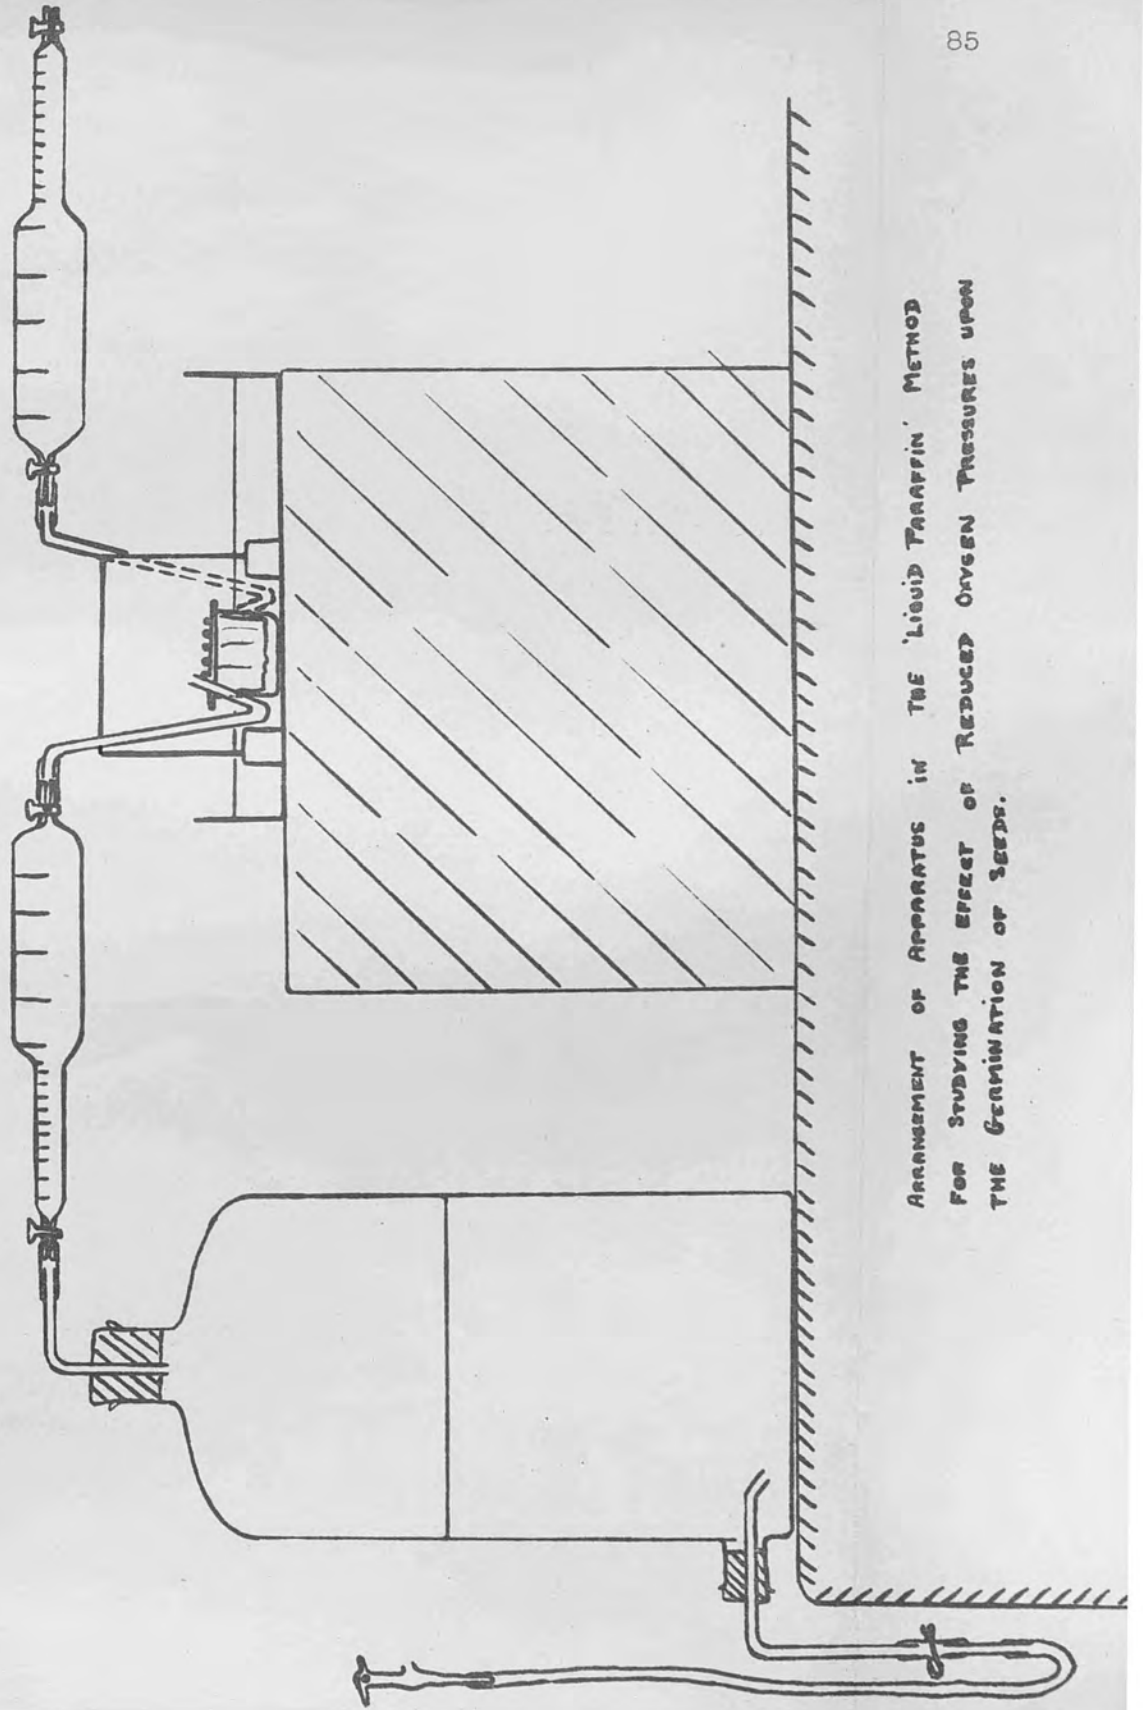 85
ARRANGEMENT OF APPARATUS IN THE 'LIQUID PARAFFIN' METHOD
FOR STUDYING THE EFFECT OF REDUCED OXYGEN PRESSURES UPON
THE GERMINATION OF SEEDS.